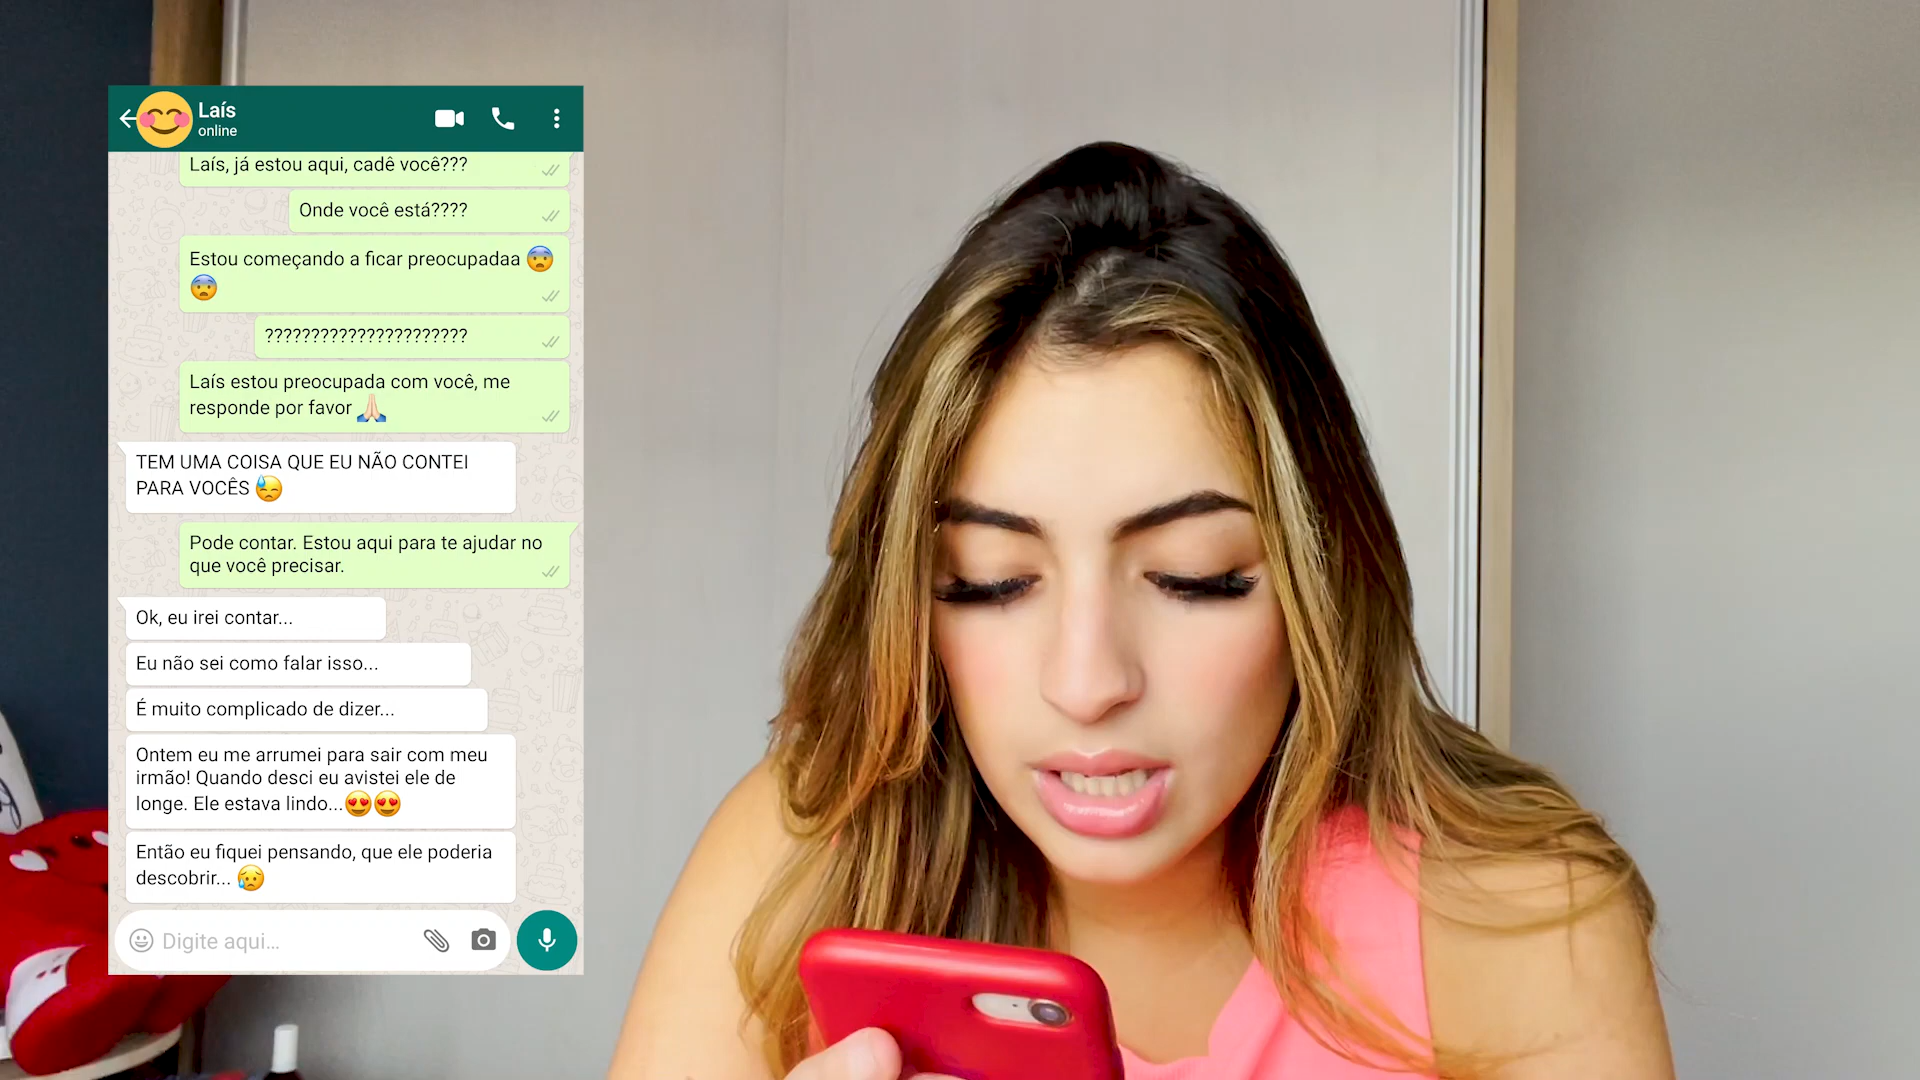 Laís
online
Laís, já estou aqui, cadê você???
Onde você está????
Estou começando a ficar preocupadaa 😨
😨
??????????????????????
Laís estou preocupada com você, me
responde por favor 🙏🏻
TEM UMA COISA QUE EU NÃO CONTEI
PARA VOCÊS 😓
Pode contar. Estou aqui para te ajudar no
que você precisar.
Ok, eu irei contar...
Eu não sei como falar isso...
É muito complicado de dizer...
Ontem eu me arrumei para sair com meu
irmão! Quando desci eu avistei ele de
longe. Ele estava lindo...😍😍
Então eu fiquei pensando, que ele poderia
descobrir... 😥
Digite aqui...